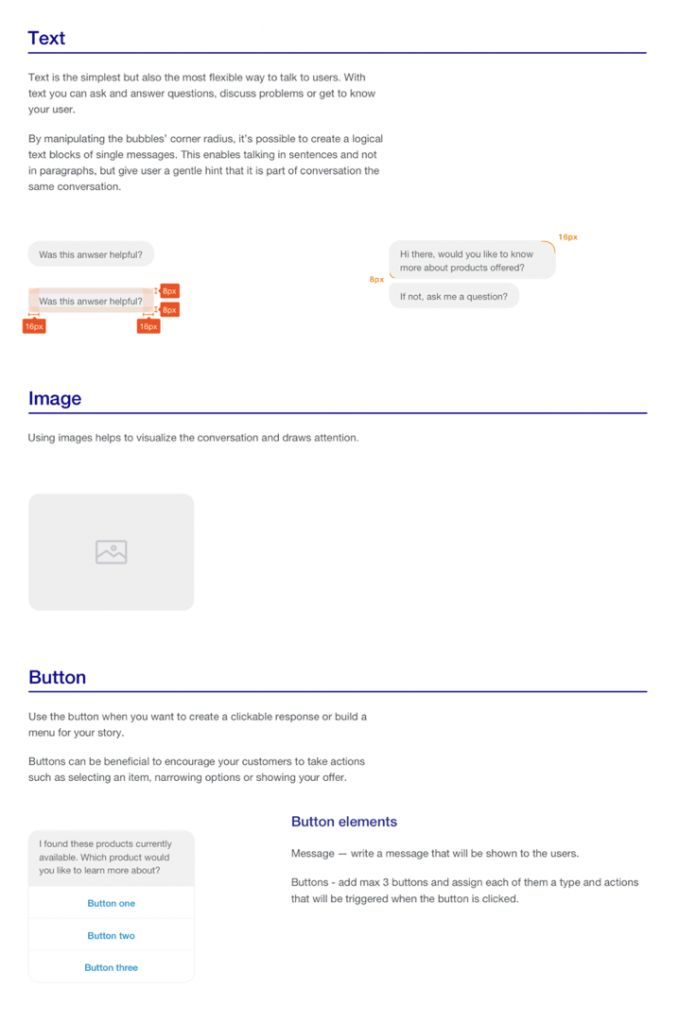 Text
Text is the simplest but also the most flexible way to talk to users. With
text you can ask and answer questions, discuss problems or get to know
your user.
By manipulating the bubbles' corner radius, it's possible to create a logical
text blocks of single messages. This enables talking in sentences and not
in paragraphs, but give user a gentle hint that it is part of conversation the
same conversation.
Was this anwser helpful?
Was this anwser helpful?
8px
8px
16px
16px
16px
Hi there, would you like to know
more about products offered?
8px
If not, ask me a question?
Image
Using images helps to visualize the conversation and draws attention.
Button
Use the button when you want to create a clickable response or build a
menu for your story.
Buttons can be beneficial to encourage your customers to take actions
such as selecting an item, narrowing options or showing your offer.
I found these products currently
available. Which product would
you like to learn more about?
Button one
Button two
Button three
Button elements
Message — write a message that will be shown to the users.
Buttons - add max 3 buttons and assign each of them a type and actions
that will be triggered when the button is clicked.